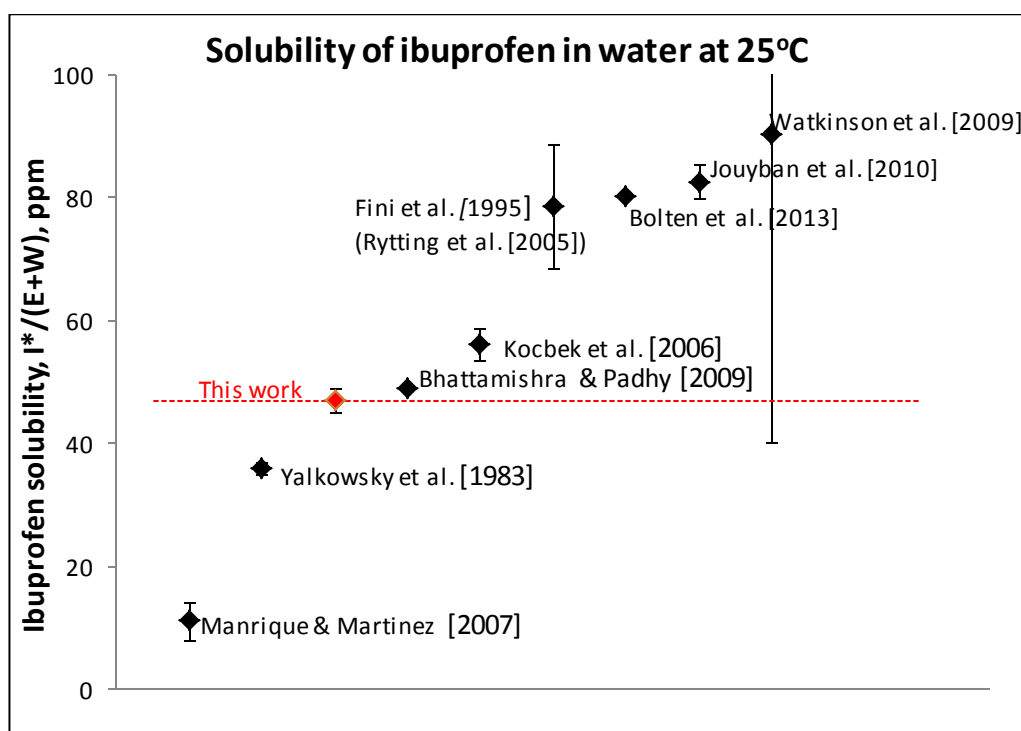 Solubility of ibuprofen in water at 25°C
Ibuprofen solubility, I*/(E+W), ppm
100
80
60
40
20
0
Watkinson et al. [2009]
Jouyban et al. [2010]
Fini et al. [1995]
(Rytting et al. [2005])
Bolten et al. [2013]
Kocbek et al. [2006]
Bhattamishra & Padhy [2009]
This work
Yalkowsky et al. [1983]
Manrique & Martinez [2007]